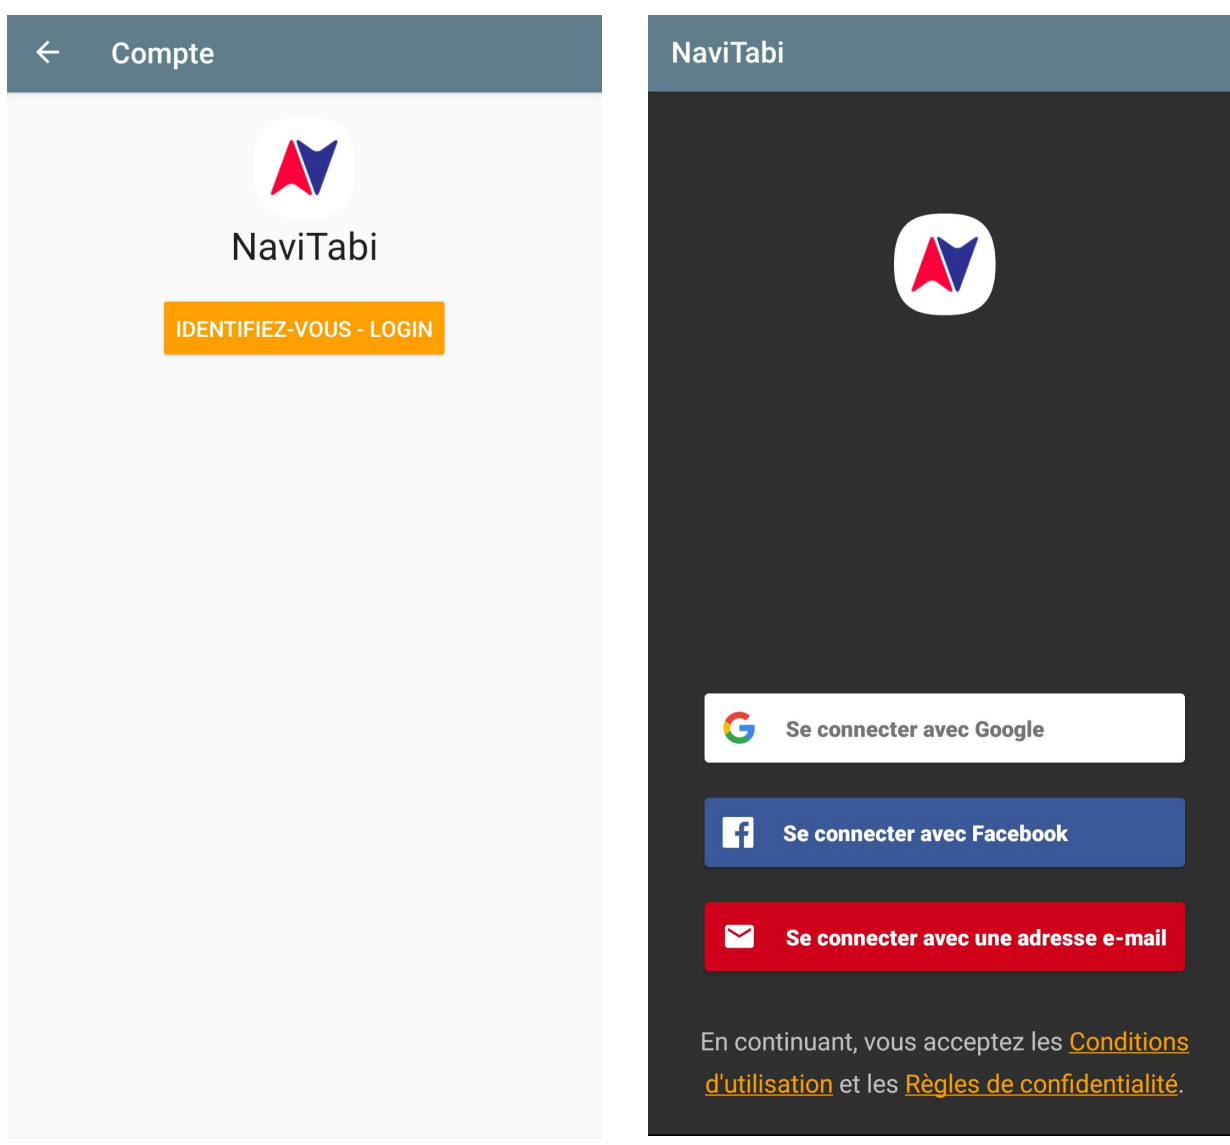 Compte
NaviTabi
IDENTIFIEZ-VOUS - LOGIN
NaviTabi
Se connecter avec Google
Se connecter avec Facebook
Se connecter avec une adresse e-mail
En continuant, vous acceptez les Conditions
d'utilisation et les Règles de confidentialité.